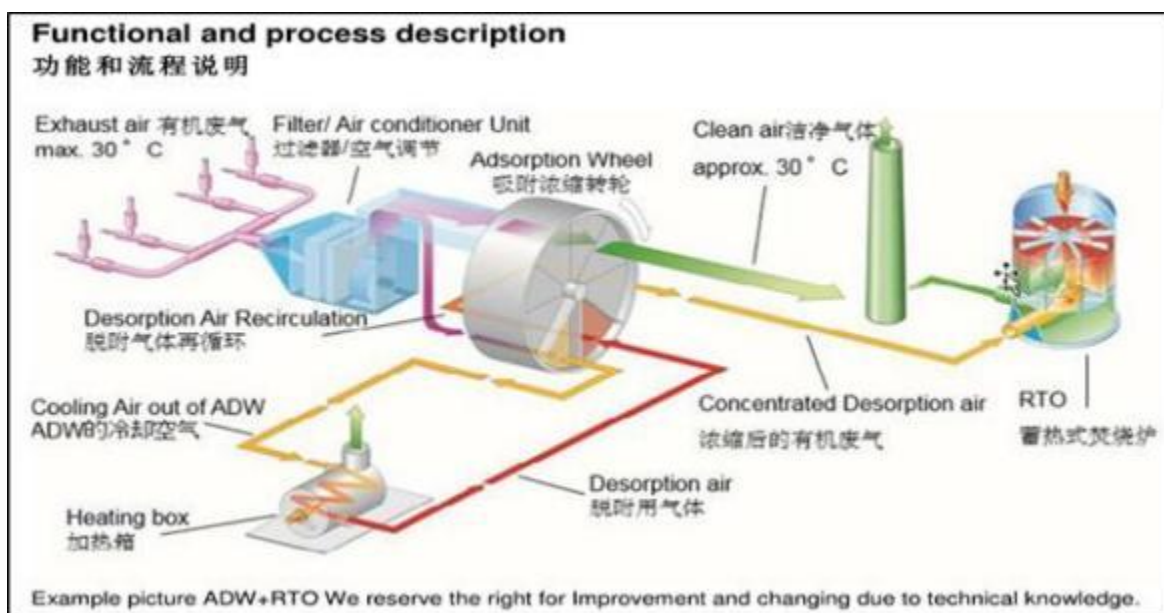 Functional and process description
功能和流程说明
Exhaust air 有机废气
max. 30° C
Filter/ Air conditioner Unit
过滤器/空气调节
Adsorption Wheel
吸附浓缩转轮
Clean air洁净气体
approx. 30° C
Desorption Air Recirculation
脱附气体再循环
Cooling Air out of ADW
ADW的冷却空气
Concentrated Desorption air
浓缩后的有机废气
RTO
蓄热式焚烧炉
Desorption air
脱附用气体
Heating box
加热箱
Example picture ADW+RTO We reserve the right for Improvement and changing due to technical knowledge.